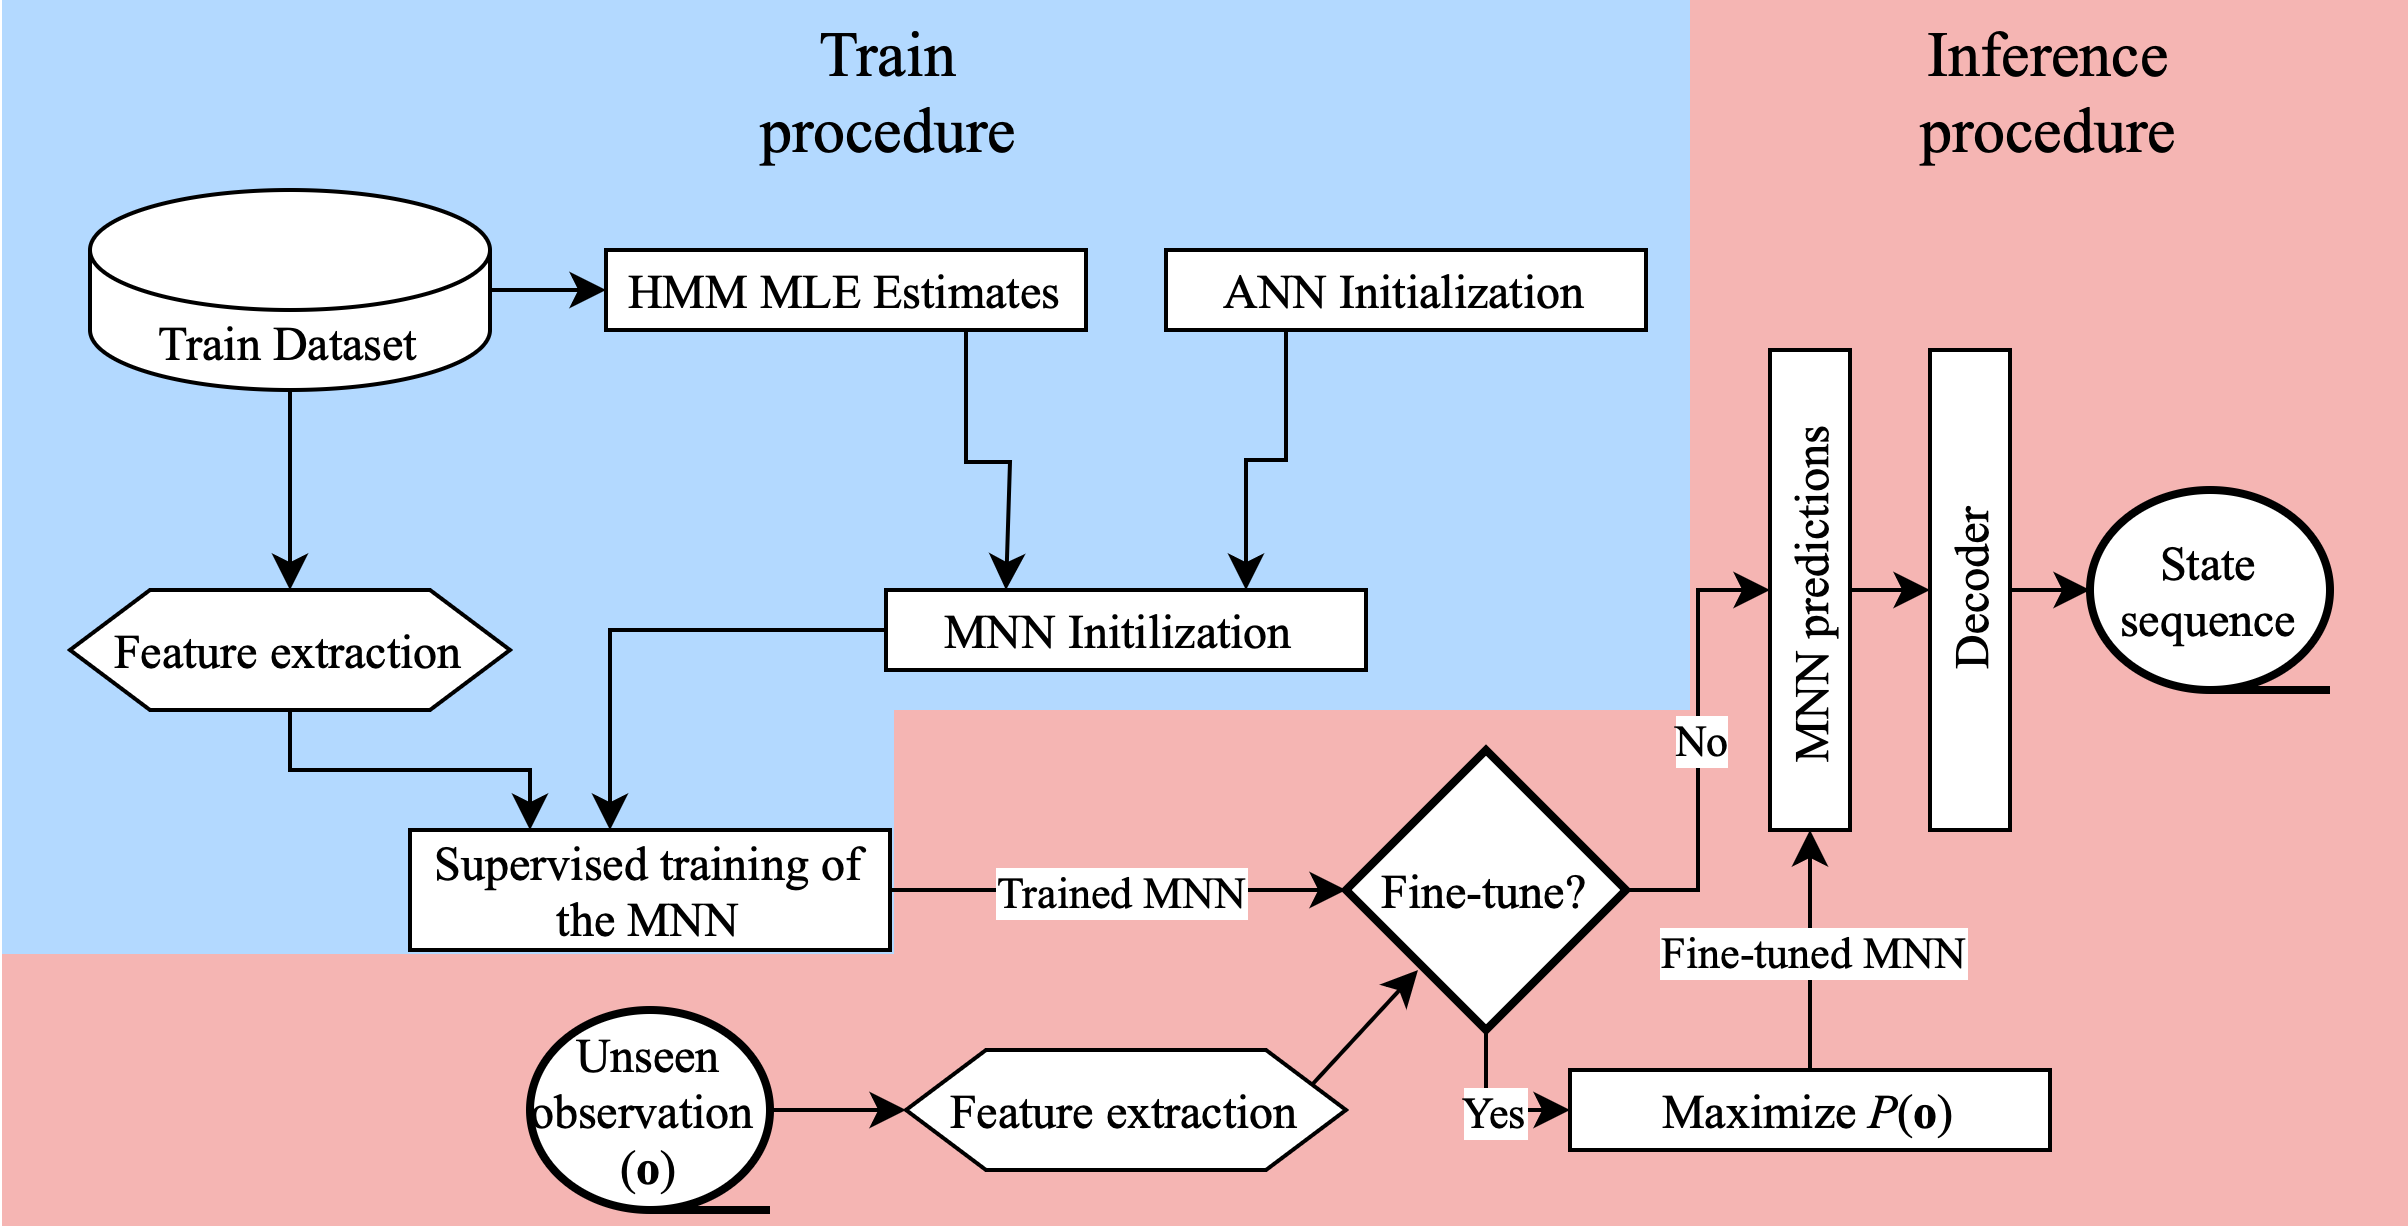 Train
procedure
Inference
procedure
Train Dataset
HMM MLE Estimates
ANN Initialization
Feature extraction
MNN Initilization
Supervised training of
the MNN
Trained MNN
Fine-tune?
No
Yes
MNN predictions
Decoder
State
sequence
Fine-tuned MNN
Unseen
observation
(o)
Feature extraction
Maximize P(o)